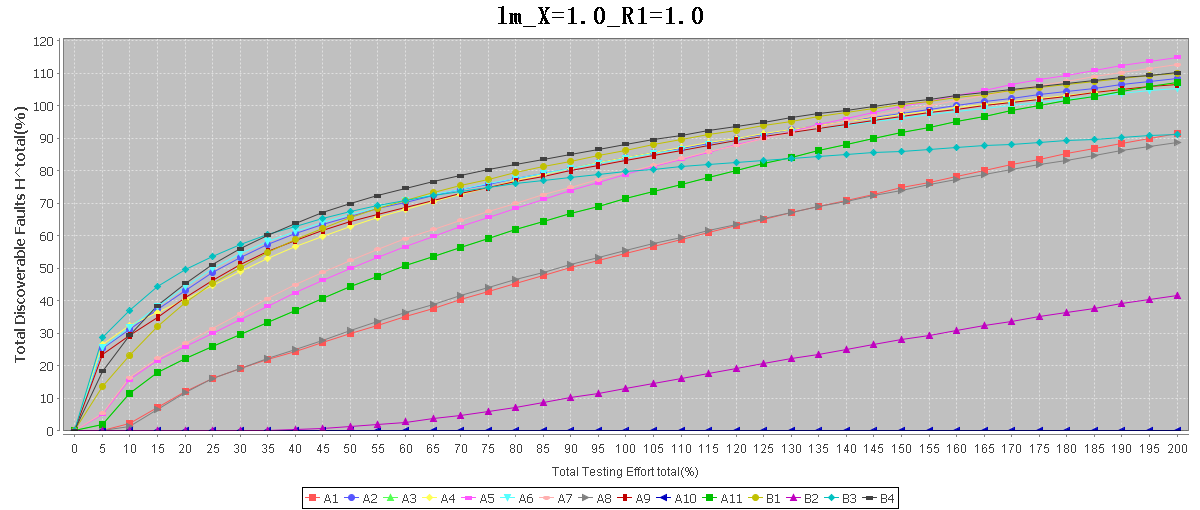 lm_X=1.0_R1=1.0
Total Discoverable Faults H^total(%)
120
110
100
90
80
70
60
50
40
30
20
10
0
0 5 10 15 20 25 30 35 40 45 50 55 60 65 70 75 80 85 90 95 100 105 110 115 120 125 130 135 140 145 150 155 160 165 170 175 180 185 190 195 200
Total Testing Effort total(%)
A1 A2 A3 A4 A5 A6 A7 A8 A9 A10 A11 B1 B2 B3 B4